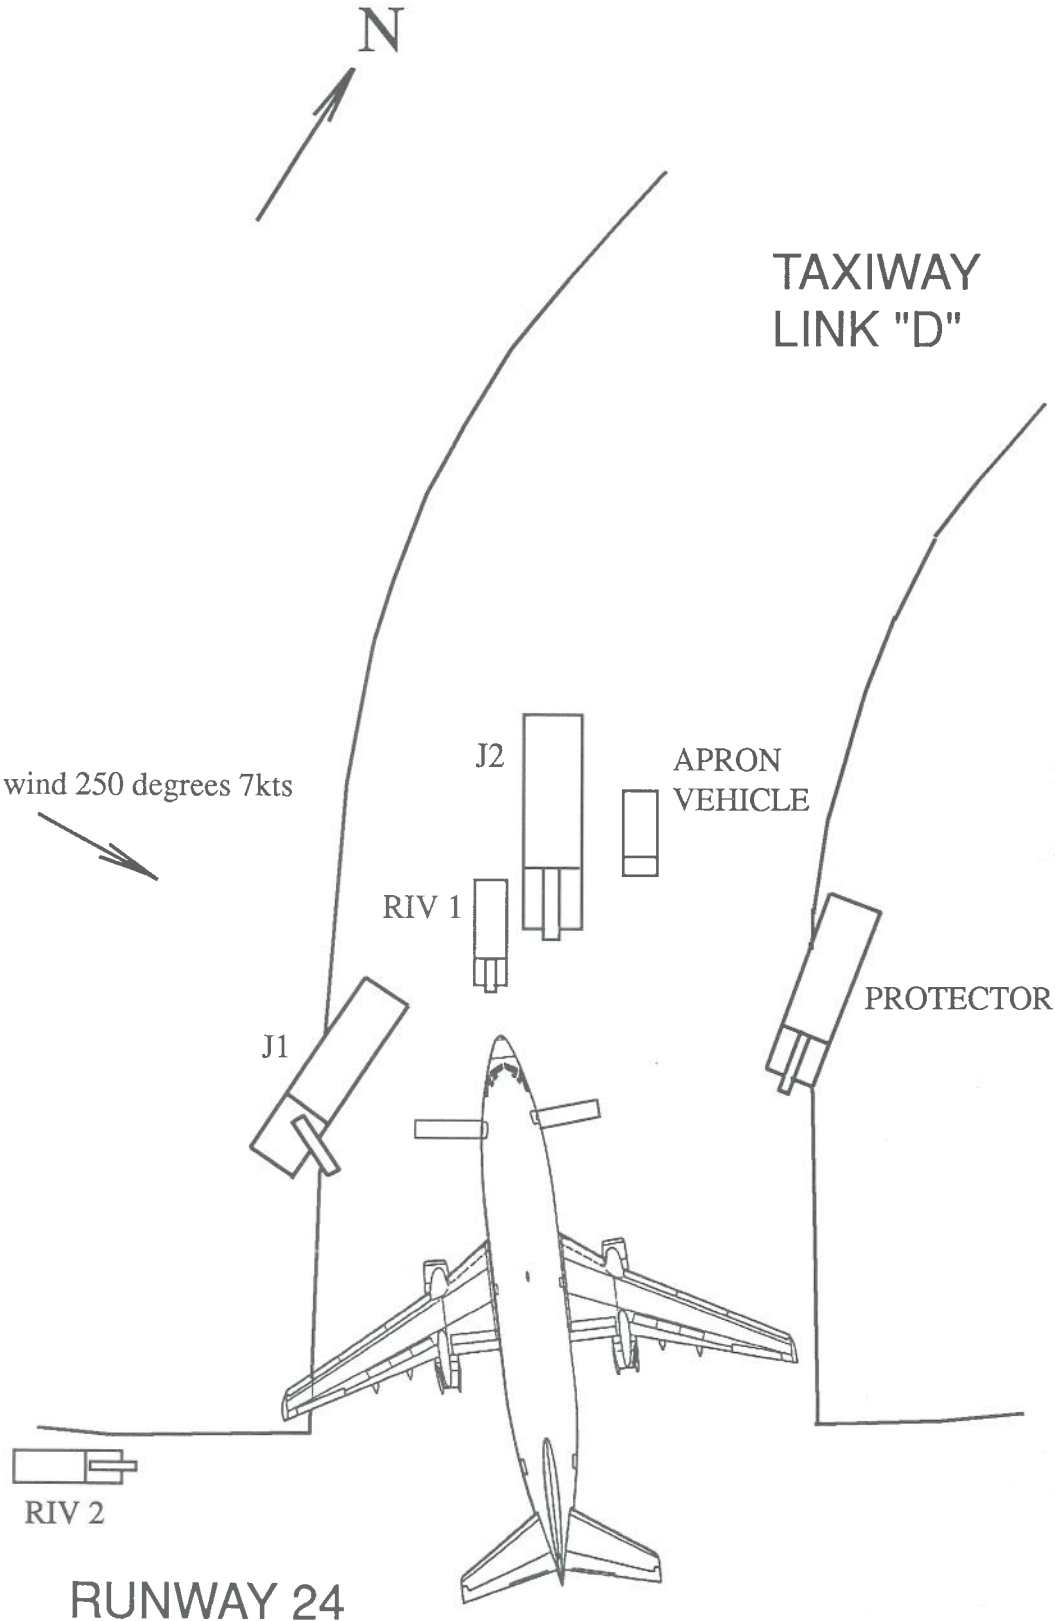 N
TAXIWAY
LINK "D"
J2
APRON
VEHICLE
wind 250 degrees 7kts
RIV 1
PROTECTOR
J1
RIV 2
RUNWAY 24